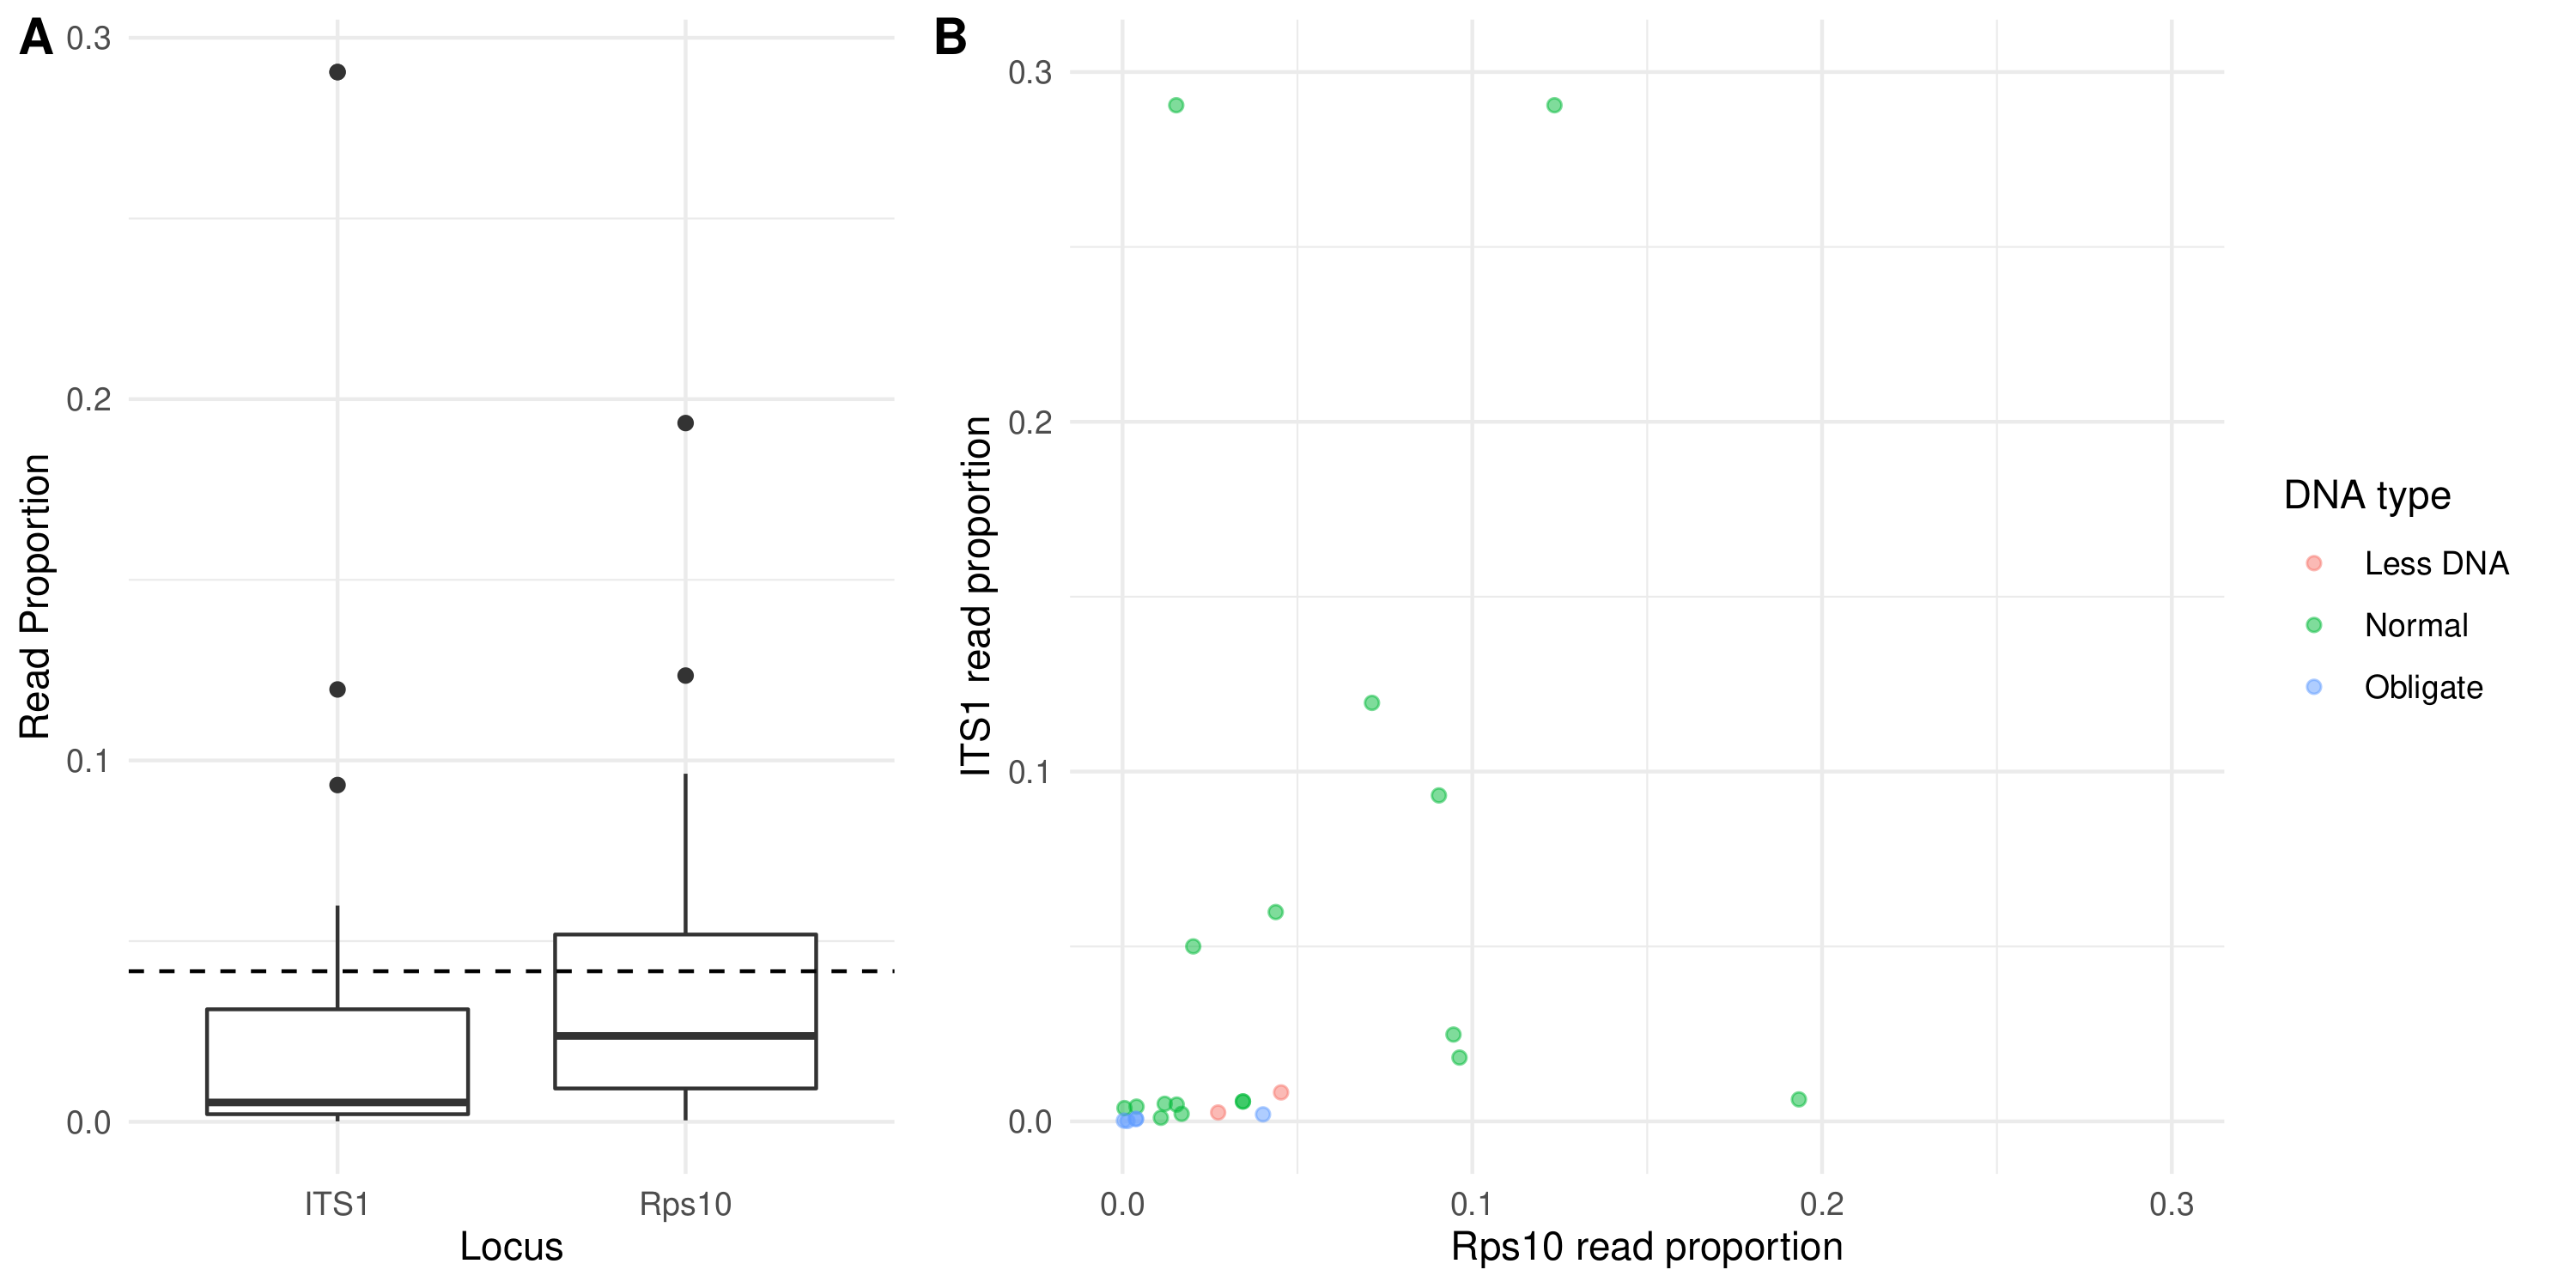 A
0.3
0.2
0.1
0.0
Read Proportion
ITS1
Rps10
Locus
B
0.3
0.2
0.1
0.0
ITS1 read proportion
0.0
0.1
0.2
0.3
Rps10 read proportion
DNA type
Less DNA
Normal
Obligate